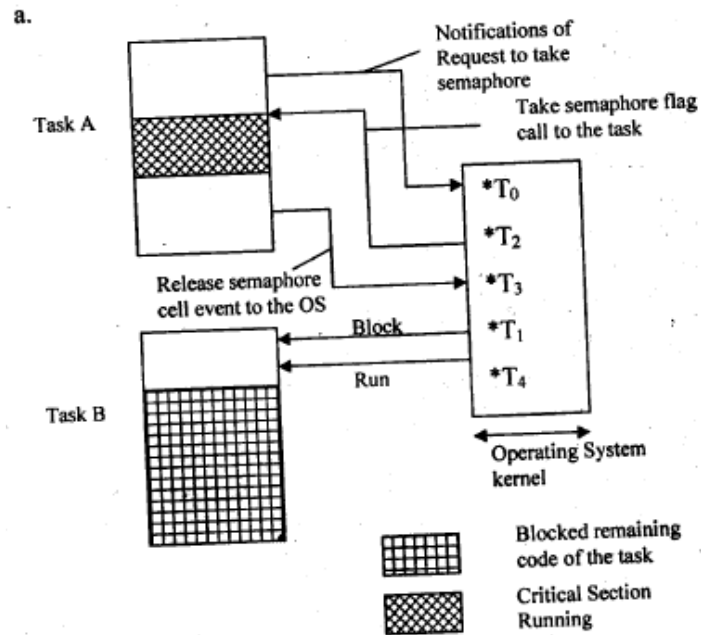 a.
Notifications of
Request to take
semaphore
Task A
Take semaphore flag
call to the task
*T0
*T2
*T3
*T1
*T4
Release semaphore
cell event to the OS
Block
Run
Task B
Operating System
kernel
Blocked remaining
code of the task
Critical Section
Running